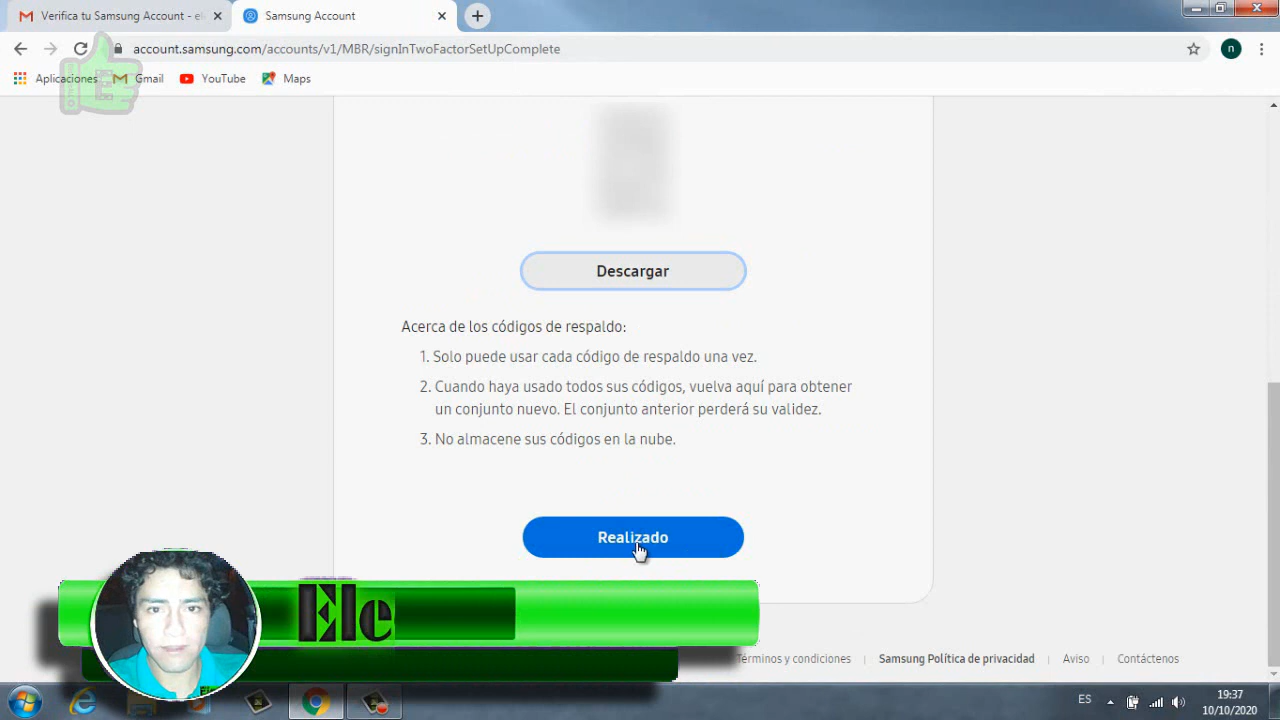 Verifica tu Samsung Account - el
Samsung Account
account.samsung.com/accounts/v1/MBR/signInTwoFactorSetUpComplete
n
Aplicaciones
Gmail
YouTube
Maps
Descargar
Acerca de los códigos de respaldo:
1. Solo puede usar cada código de respaldo una vez.
2. Cuando haya usado todos sus códigos, vuelva aquí para obtener
un conjunto nuevo. El conjunto anterior perderá su validez.
3. No almacene sus códigos en la nube.
Realizado
Ele
Términos y condiciones
Samsung Política de privacidad
Aviso
Contáctenos
ES
19:37
10/10/2020